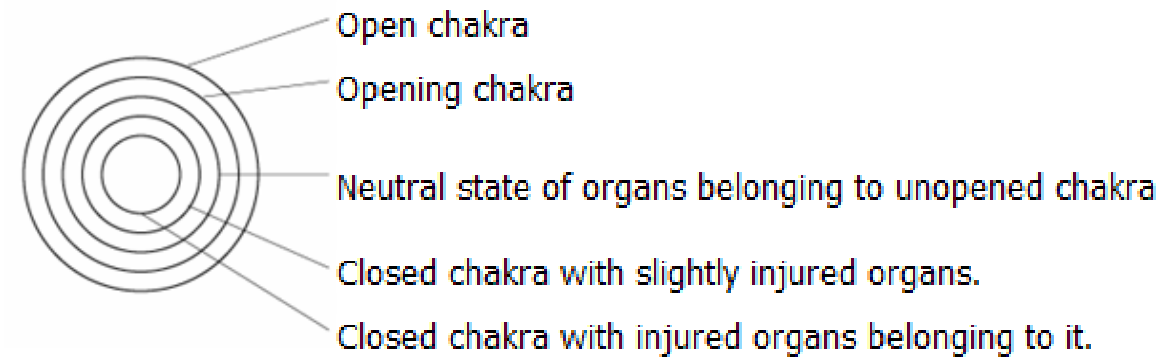 Open chakra
Opening chakra
Neutral state of organs belonging to unopened chakra
Closed chakra with slightly injured organs.
Closed chakra with injured organs belonging to it.